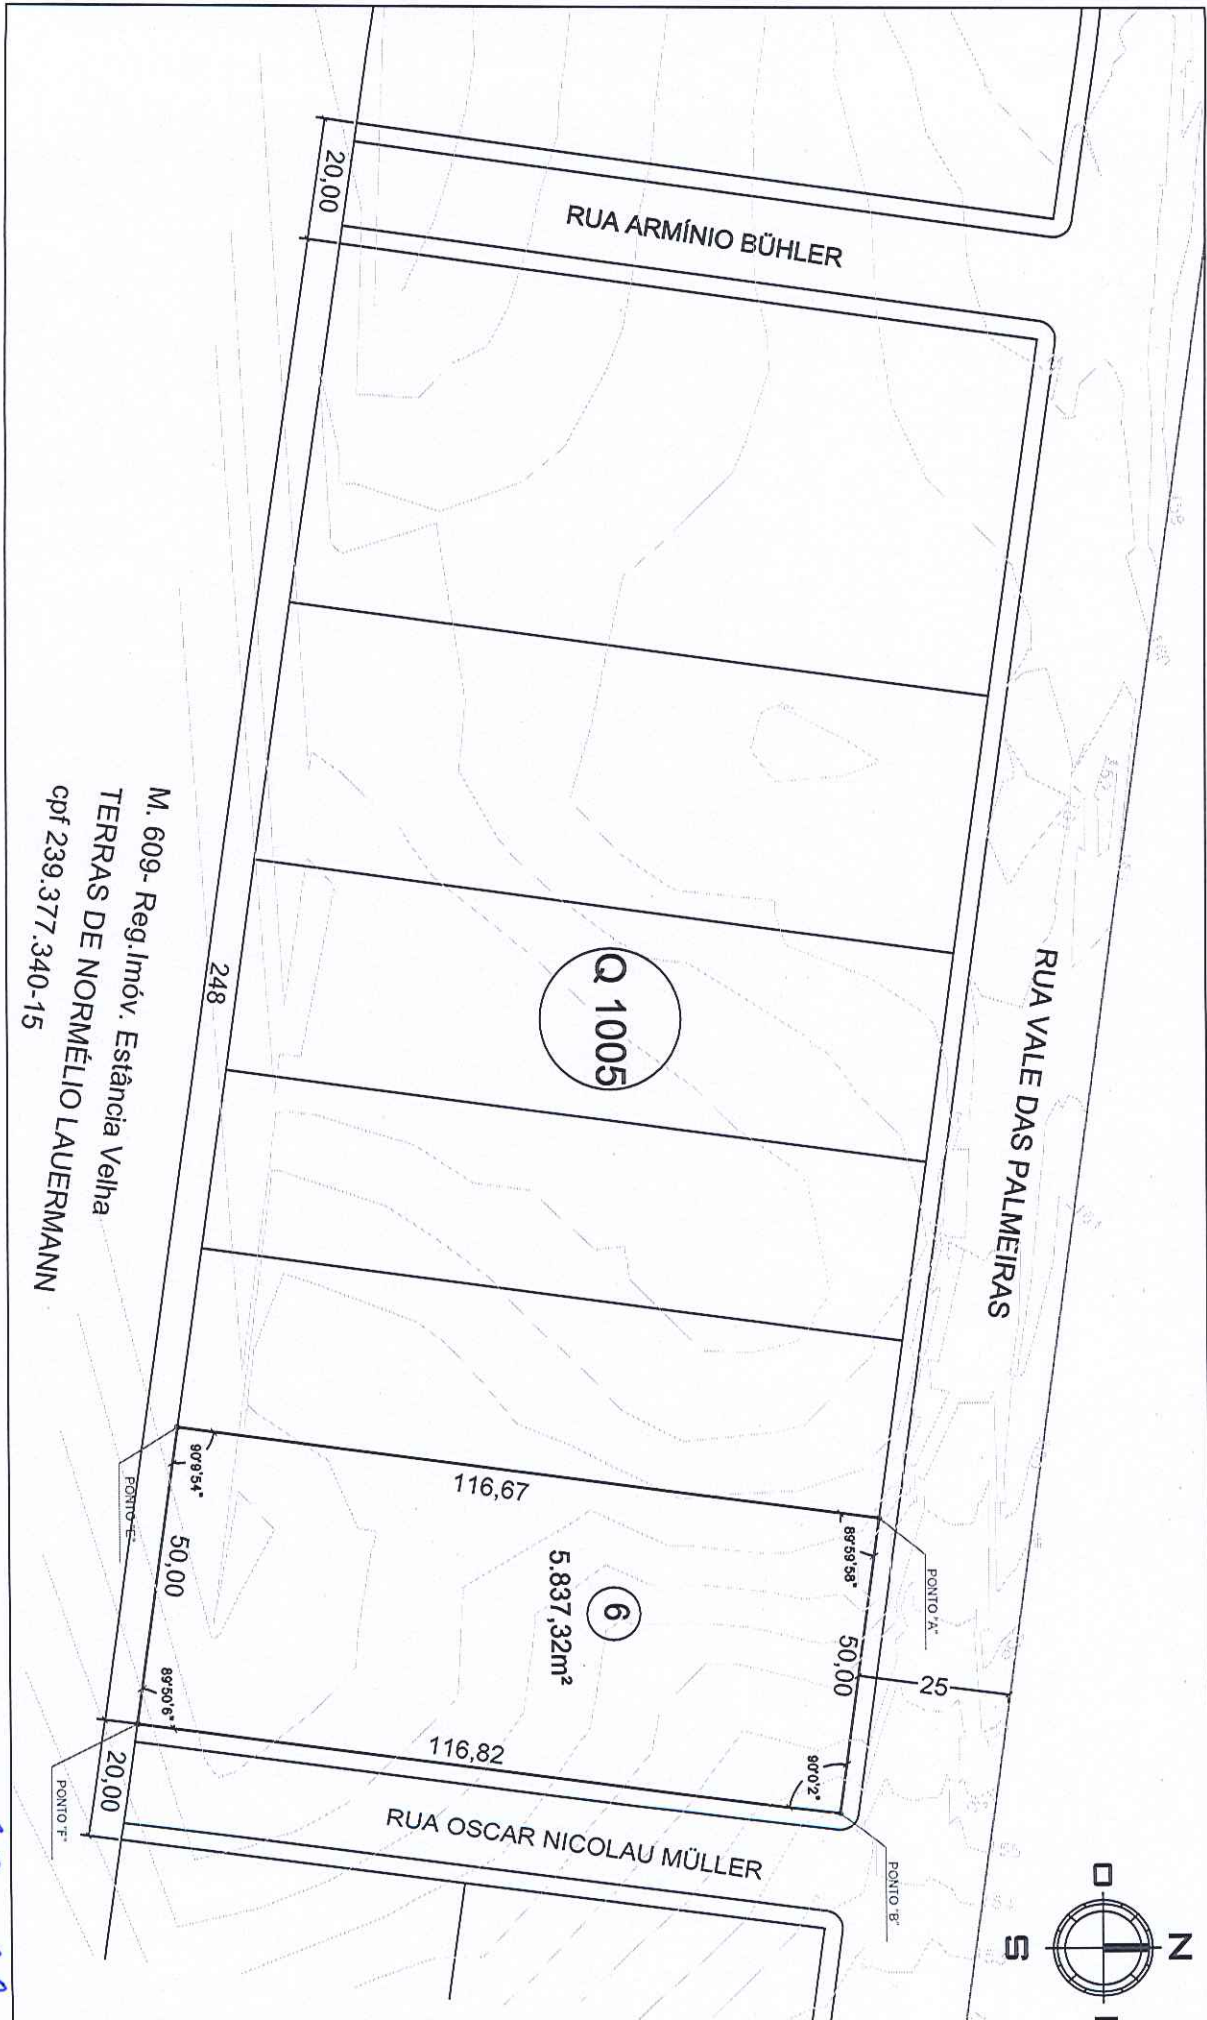 RUA ARMÍNIO BÜHLER
20,00
RUA VALE DAS PALMEIRAS
Q 1005
248
M. 609- Reg.Imóv. Estância Velha
TERRAS DE NORMÉLIO LAUERMANN
cpf 239.377.340-15
PONTO "A"
89°59'58"
50,00
25
90°0'2"
PONTO "B"
116,67
6
5.837,32m²
116,82
90°9'54"
PONTO "E"
50,00
89°50'6"
20,00
PONTO "F"
RUA OSCAR NICOLAU MÜLLER
N
O
S